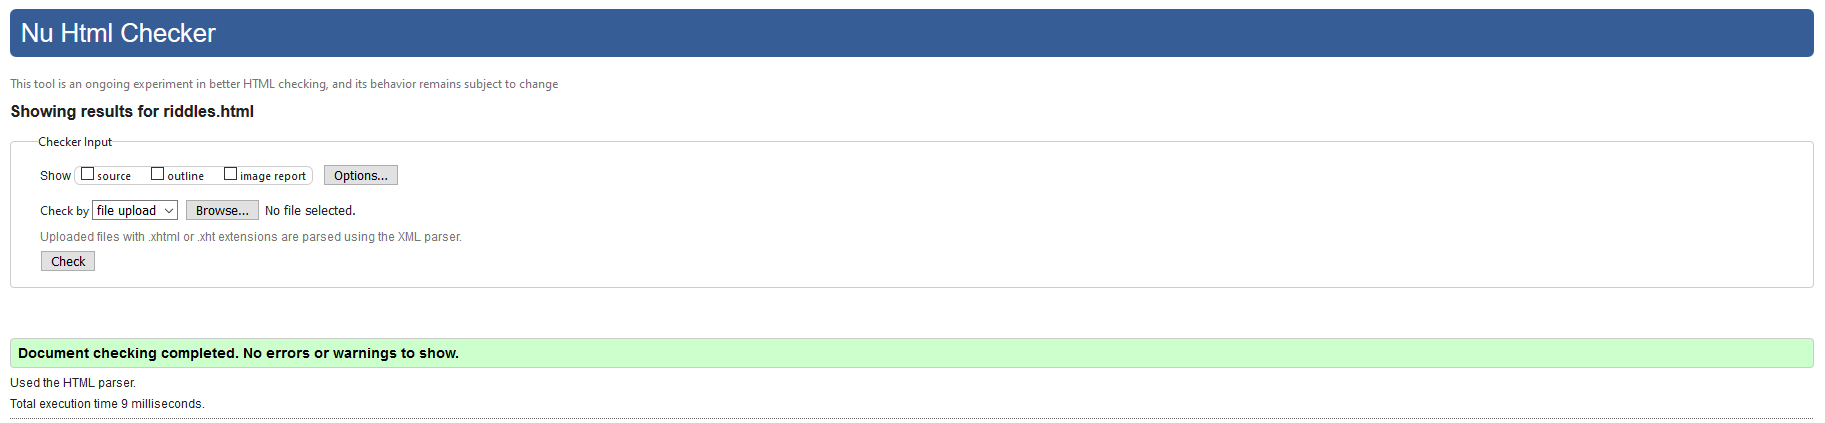 Nu Html Checker
This tool is an ongoing experiment in better HTML checking, and its behavior remains subject to change
Showing results for riddles.html
Checker Input
Show source outline image report Options...
Check by file upload Browse... No file selected.
Uploaded files with .xhtml or .xht extensions are parsed using the XML parser.
Check
Document checking completed. No errors or warnings to show.
Used the HTML parser.
Total execution time 9 milliseconds.